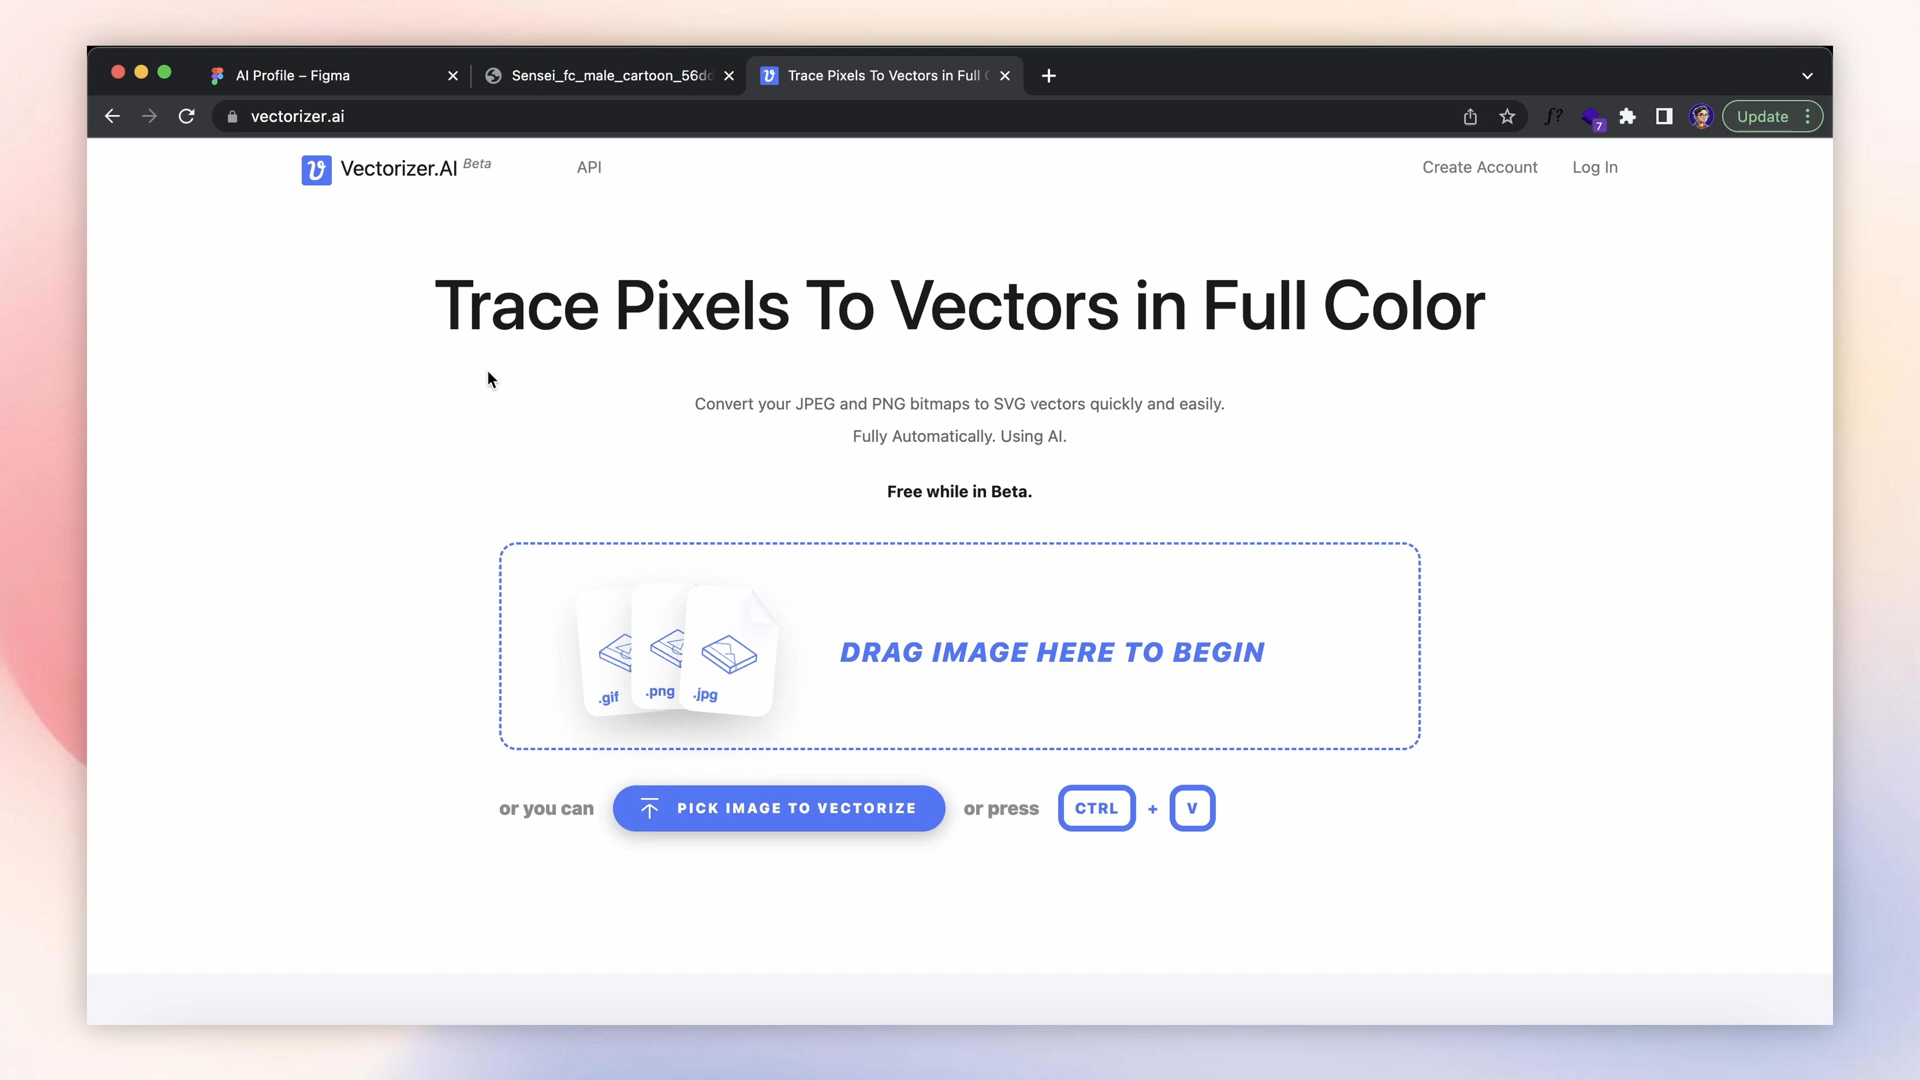 AI Profile – Figma
Sensei_fc_male_cartoon_56d
Trace Pixels To Vectors in Full
vectorizer.ai
f?
7
Update
Vectorizer.AI Beta
API
Create Account
Log In
Trace Pixels To Vectors in Full Color
Convert your JPEG and PNG bitmaps to SVG vectors quickly and easily.
Fully Automatically. Using AI.
Free while in Beta.
.gif
.png
.jpg
DRAG IMAGE HERE TO BEGIN
or you can
PICK IMAGE TO VECTORIZE
or press
CTRL
+
V